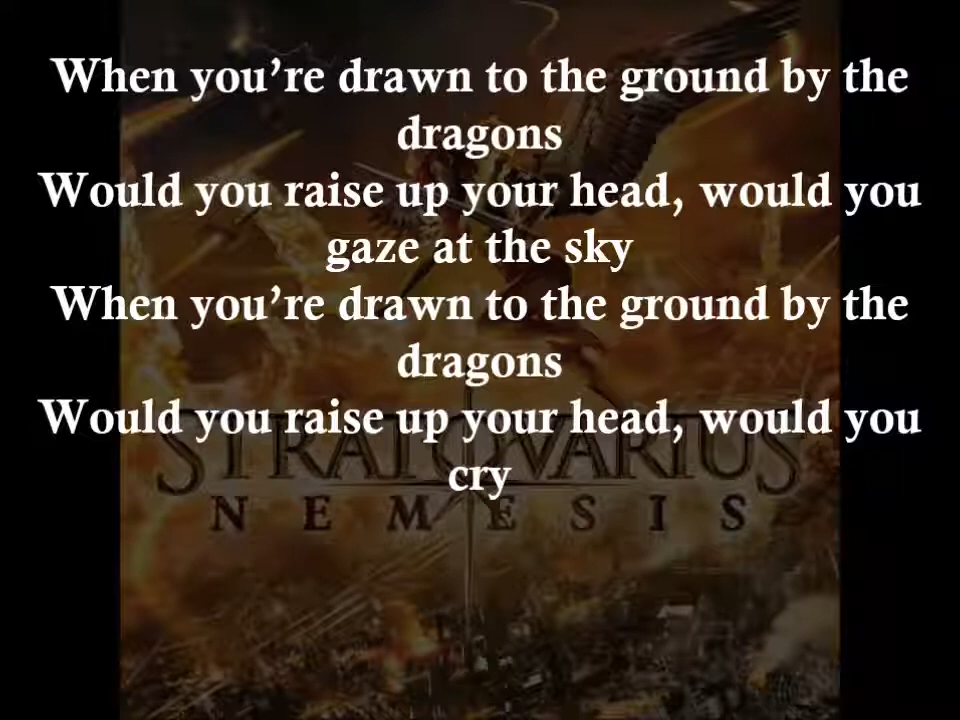 When you’re drawn to the ground by the
dragons
Would you raise up your head, would you
gaze at the sky
When you’re drawn to the ground by the
dragons
Would you raise up your head, would you
cry
STRATOVARIUS
NEMESIS